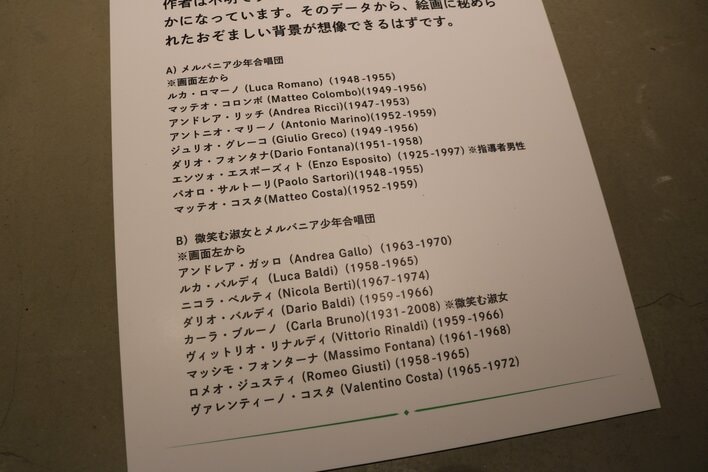 作者は不明で
かになっています。そのデータから、絵画に秘めら
れたおぞましい背景が想像できるはずです。
A) メルバニア少年合唱団
※画面左から
ルカ・ロマーノ (Luca Romano) (1948-1955)
マッテオ・コロンボ (Matteo Colombo)(1949-1956)
アンドレア・リッチ (Andrea Ricci)(1947-1953)
アントニオ・マリーノ (Antonio Marino)(1952-1959)
ジュリオ・グレーコ (Giulio Greco) (1949-1956)
ダリオ・フォンタナ(Dario Fontana)(1951-1958)
エンツォ・エスポーズィト (Enzo Esposito) (1925-1997) ※指導者男性
パオロ・サルトーリ(Paolo Sartori)(1948-1955)
マッテオ・コスタ(Matteo Costa)(1952-1959)
B) 微笑む淑女とメルバニア少年合唱団
※画面左から
アンドレア・ガッロ (Andrea Gallo) (1963-1970)
ルカ・バルディ (Luca Baldi) (1958-1965)
ニコラ・ベルティ(Nicola Berti)(1967-1974)
ダリオ・バルディ (Dario Baldi) (1959-1966)
カーラ・ブルーノ (Carla Bruno)(1931-2008) ※微笑む淑女
ヴィットリオ・リナルディ (Vittorio Rinaldi) (1959-1966)
マッシモ・フォンターナ (Massimo Fontana) (1961-1968)
ロメオ・ジュスティ (Romeo Giusti) (1958-1965)
ヴァレンティーノ・コスタ (Valentino Costa) (1965-1972)